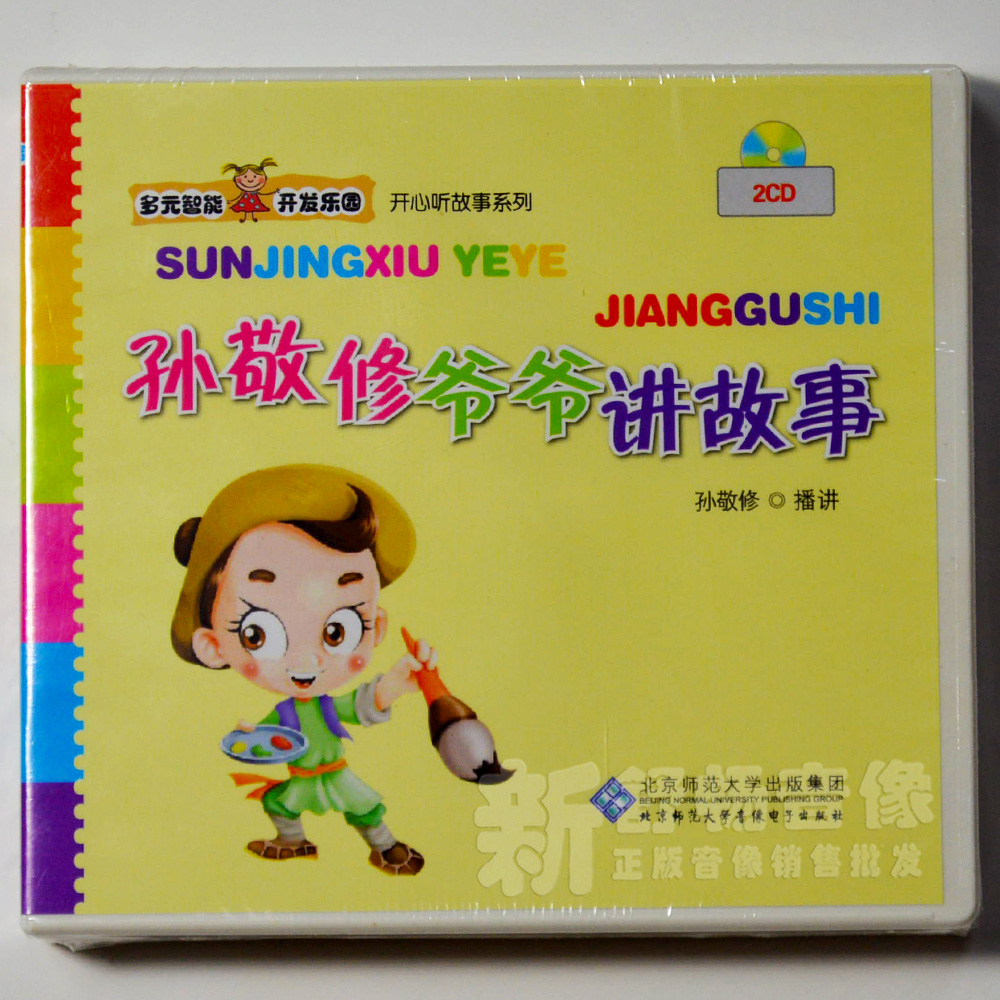 2CD
多元智能 开发乐园 开心听故事系列
SUNJINGXIU YEYE
JIANGGUSHI
孙敬修爷爷讲故事
孙敬修◎播讲
北京师范大学出版集团
BEIJING NORMAL UNIVERSITY PUBLISHING GROUP
北京师范大学音像电子出版社
新 音像
正版音像销售批发